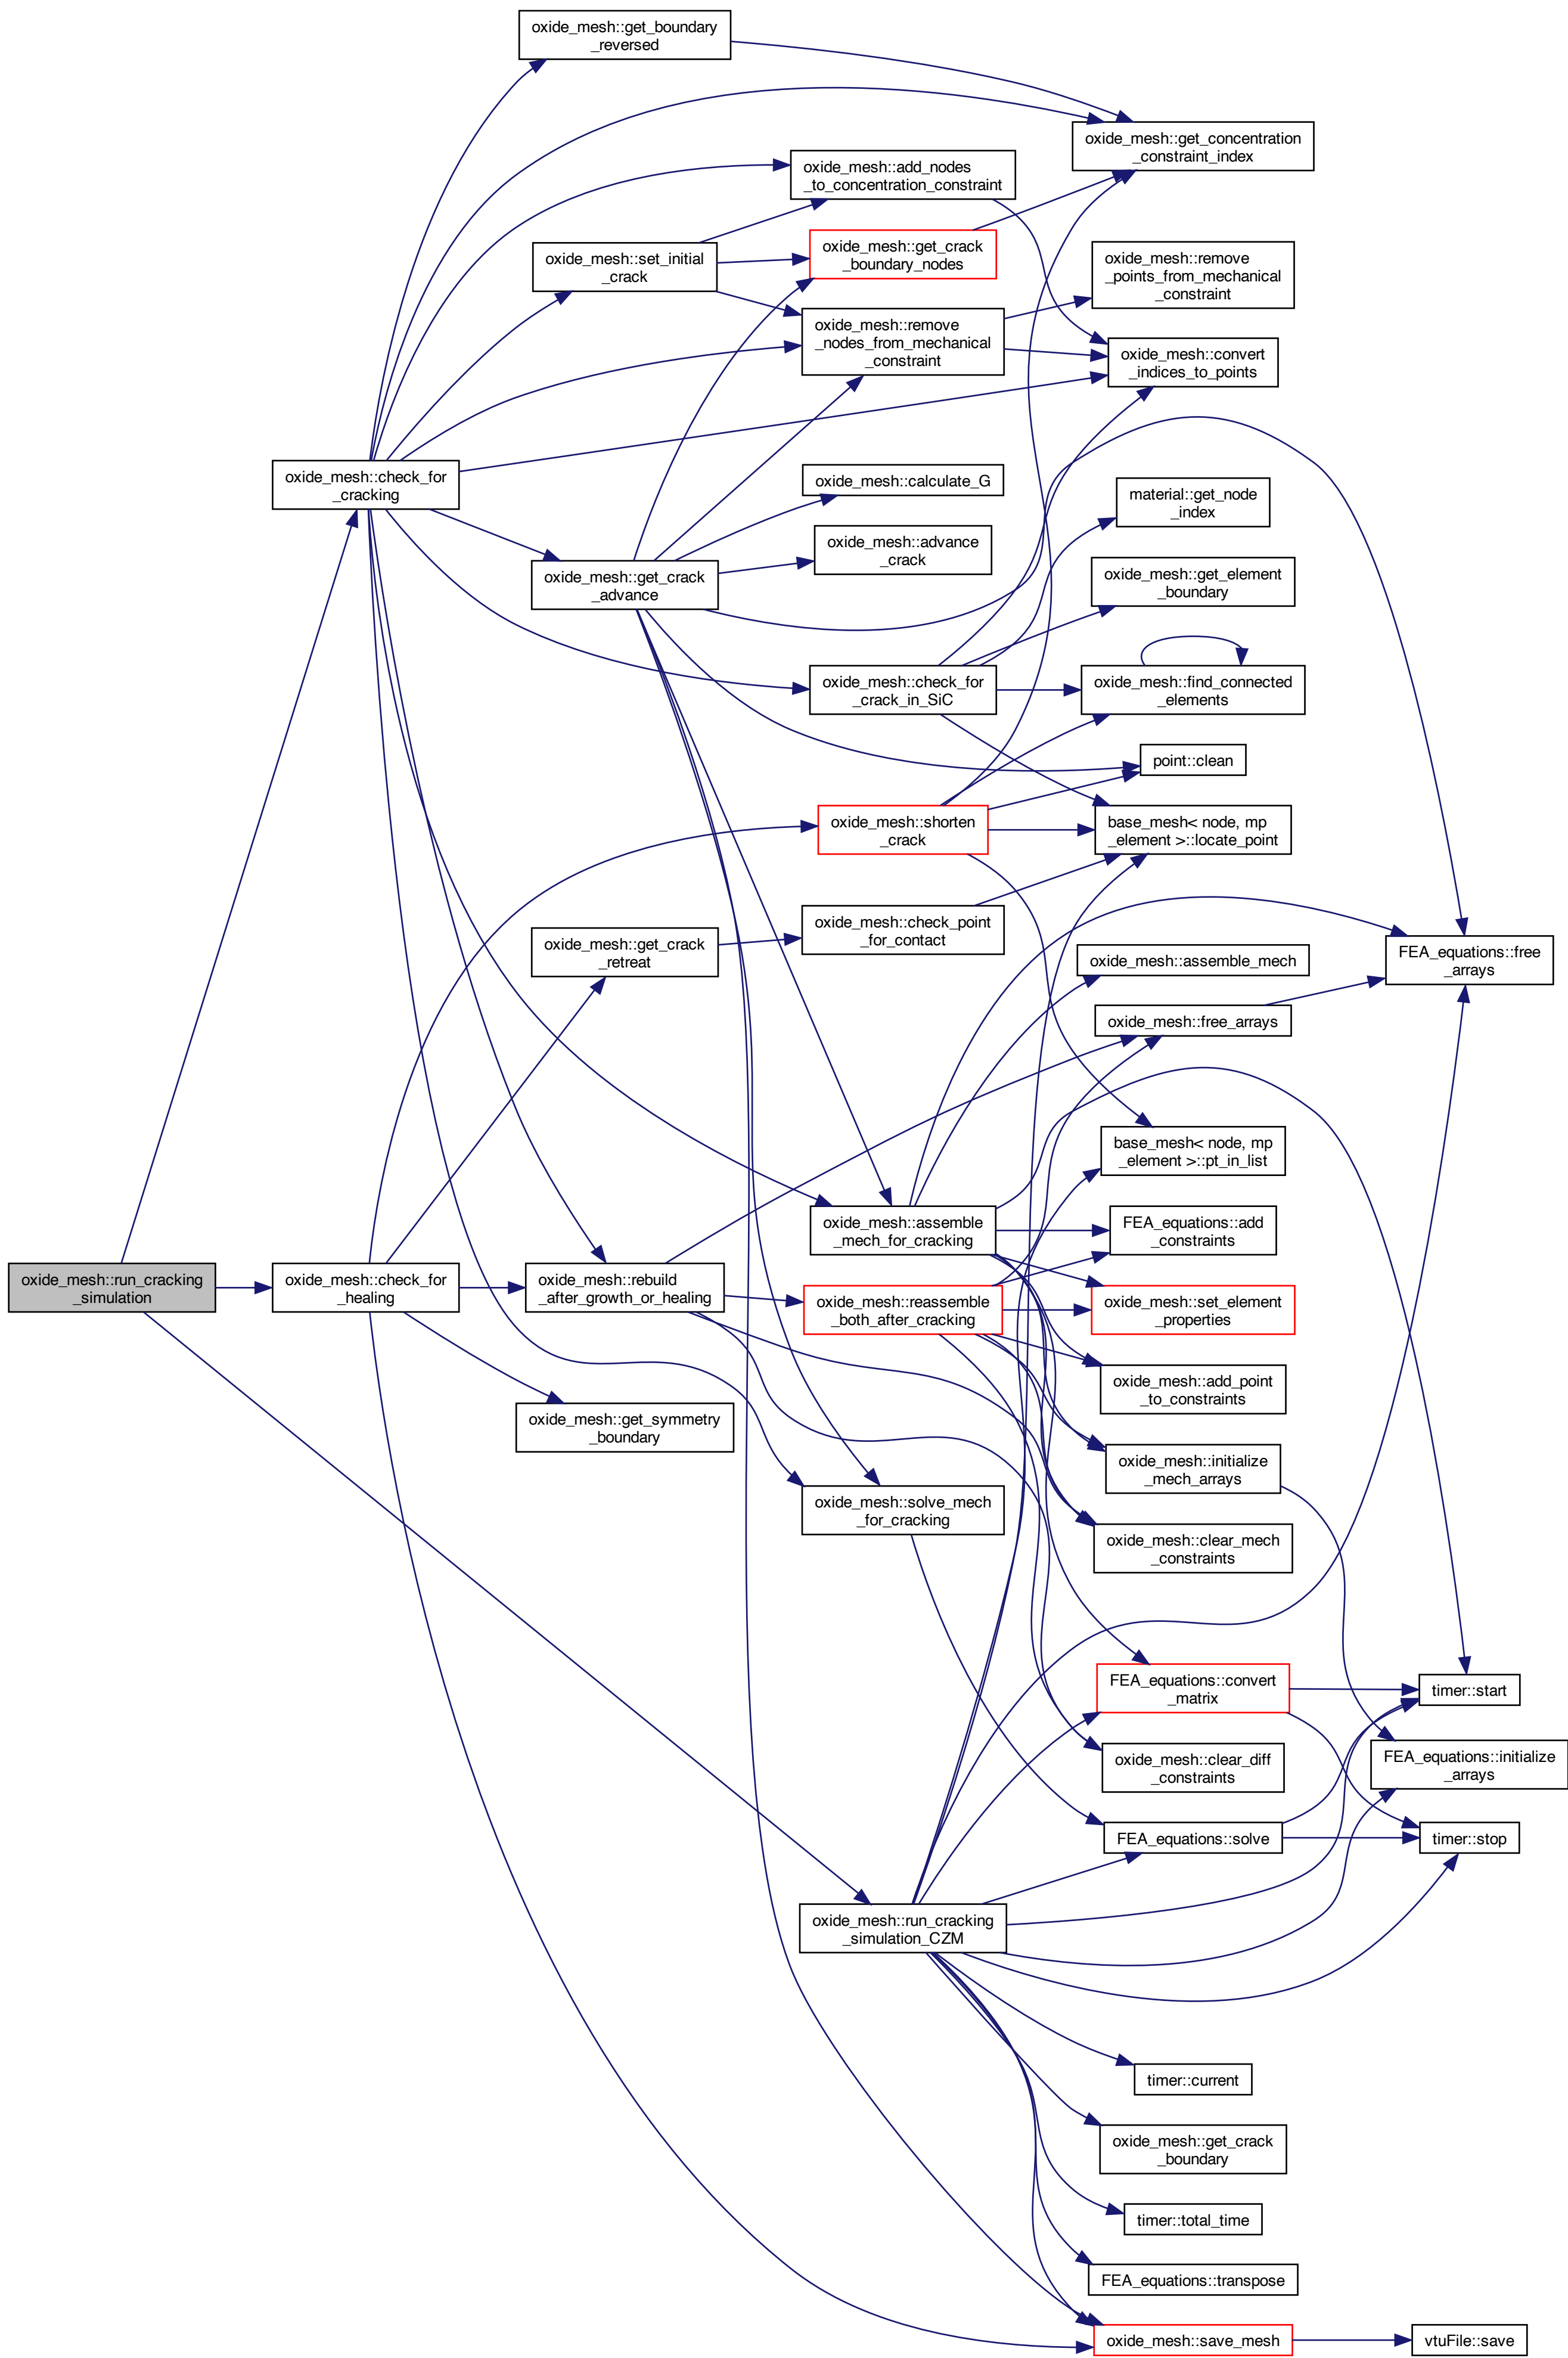 oxide_mesh::get_boundary
_reversed
oxide_mesh::get_concentration
_constraint_index
oxide_mesh::add_nodes
_to_concentration_constraint
oxide_mesh::get_crack
_boundary_nodes
oxide_mesh::set_initial
_crack
oxide_mesh::remove
_points_from_mechanical
_constraint
oxide_mesh::remove
_nodes_from_mechanical
_constraint
oxide_mesh::convert
_indices_to_points
oxide_mesh::check_for
_cracking
oxide_mesh::calculate_G
material::get_node
_index
oxide_mesh::advance
_crack
oxide_mesh::get_crack
_advance
oxide_mesh::get_element
_boundary
oxide_mesh::check_for
_crack_in_SiC
oxide_mesh::find_connected
_elements
point::clean
oxide_mesh::shorten
_crack
base_mesh< node, mp
_element >::locate_point
oxide_mesh::check_point
_for_contact
oxide_mesh::get_crack
_retreat
oxide_mesh::assemble_mech
FEA_equations::free
_arrays
oxide_mesh::free_arrays
base_mesh< node, mp
_element >::pt_in_list
oxide_mesh::assemble
_mech_for_cracking
FEA_equations::add
_constraints
oxide_mesh::run_cracking
_simulation
oxide_mesh::check_for
_healing
oxide_mesh::rebuild
_after_growth_or_healing
oxide_mesh::reassemble
_both_after_cracking
oxide_mesh::set_element
_properties
oxide_mesh::add_point
_to_constraints
oxide_mesh::get_symmetry
_boundary
oxide_mesh::initialize
_mech_arrays
oxide_mesh::solve_mech
_for_cracking
oxide_mesh::clear_mech
_constraints
FEA_equations::convert
_matrix
timer::start
oxide_mesh::clear_diff
_constraints
FEA_equations::initialize
_arrays
FEA_equations::solve
timer::stop
oxide_mesh::run_cracking
_simulation_CZM
timer::current
oxide_mesh::get_crack
_boundary
timer::total_time
FEA_equations::transpose
oxide_mesh::save_mesh
vtuFile::save